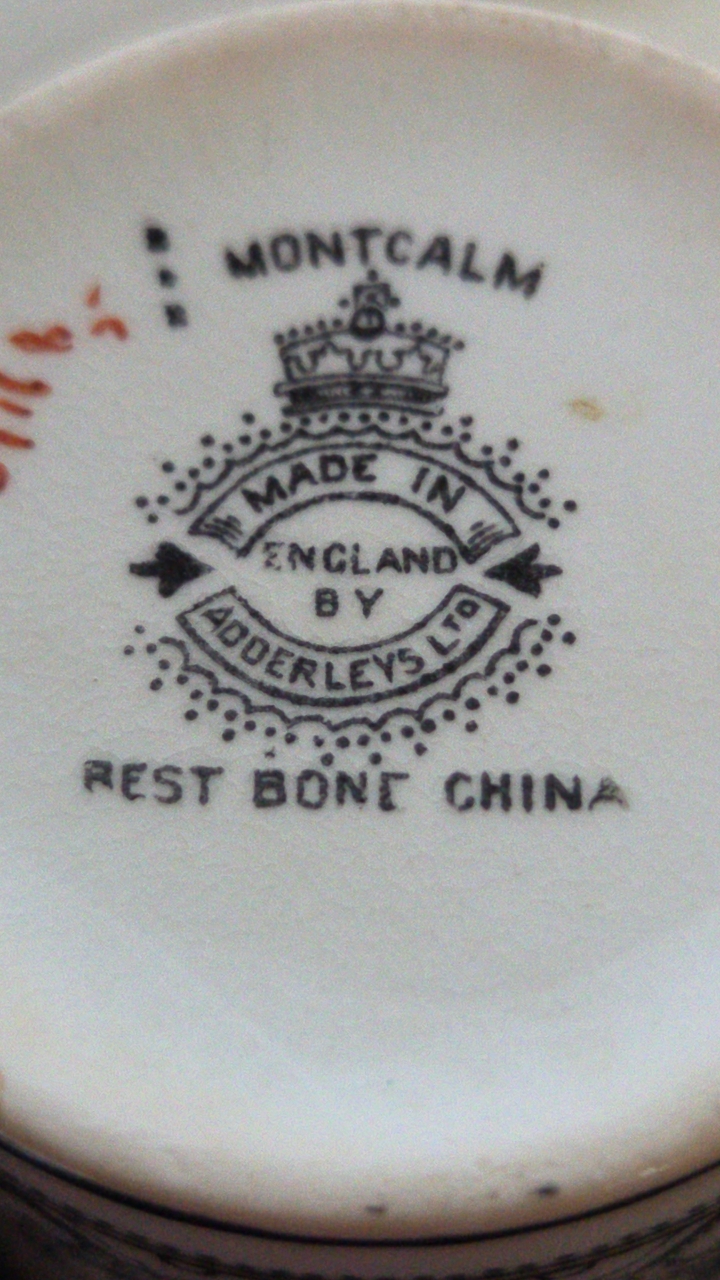 MONTCALM
MADE IN
ENGLAND
BY
ADDERLEYS LTD
BEST BONE CHINA